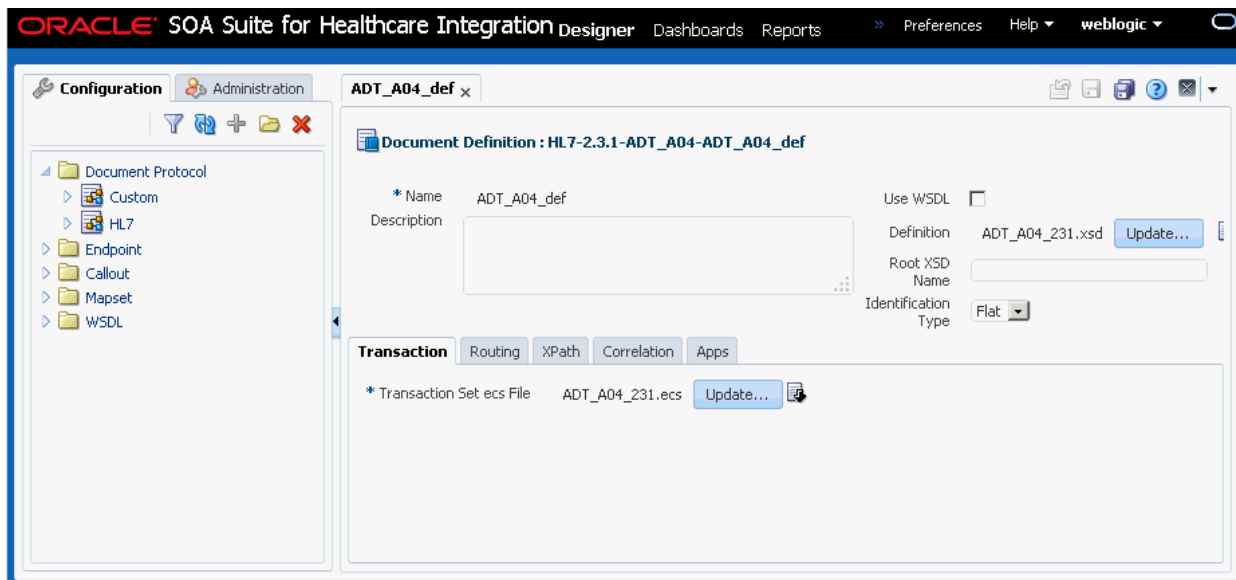 ORACLE SOA Suite for Healthcare Integration Designer Dashboards Reports » Preferences Help weblogic
Configuration Administration
ADT_A04_def
Document Definition : HL7-2.3.1-ADT_A04-ADT_A04_def
Document Protocol
Custom
HL7
Endpoint
Callout
Mapset
WSDL
* Name ADT_A04_def
Description
Use WSDL
Definition ADT_A04_231.xsd Update...
Root XSD
Name
Identification
Type Flat
Transaction Routing XPath Correlation Apps
* Transaction Set ecs File ADT_A04_231.ecs Update...